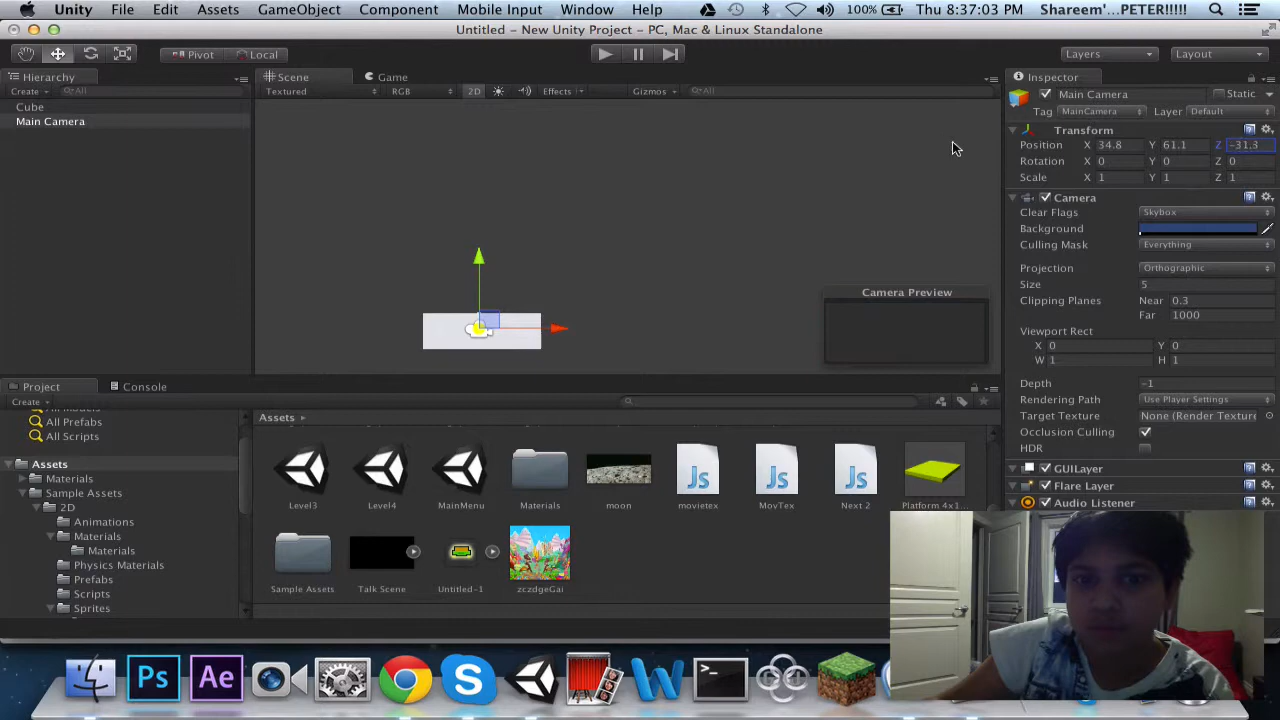 Unity File Edit Assets GameObject Component Mobile Input Window Help 100% Thu 8:37:03 PM Shareem'...PETER!!!!!
Untitled - New Unity Project - PC, Mac & Linux Standalone
Pivot Local Layers Layout
Hierarchy Scene Game Inspector
Create All Textured RGB 2D Effects Gizmos All Main Camera Static
Cube Tag MainCamera Layer Default
Main Camera Transform
Position X 34.8 Y 61.1 Z -31.3
Rotation X 0 Y 0 Z 0
Scale X 1 Y 1 Z 1
Camera
Clear Flags Skybox
Background
Culling Mask Everything
Projection Orthographic
Size 5
Camera Preview
Clipping Planes Near 0.3
Far 1000
Viewport Rect
X 0 Y 0
W 1 H 1
Depth -1
Rendering Path Use Player Settings
Target Texture None (Render Texture
Occlusion Culling
HDR
GUILayer
Flare Layer
Audio Listener
Project Console
Create
All Prefabs
All Scripts
Assets
Materials
Sample Assets
2D
Animations
Materials
Materials
Physics Materials
Prefabs
Scripts
Sprites
Assets
Js Js Js
Level3 Level4 MainMenu Materials moon movietex MovTex Next 2 Platform 4x1...
Sample Assets Talk Scene Untitled-1 zczdgeGai
Ps Ae